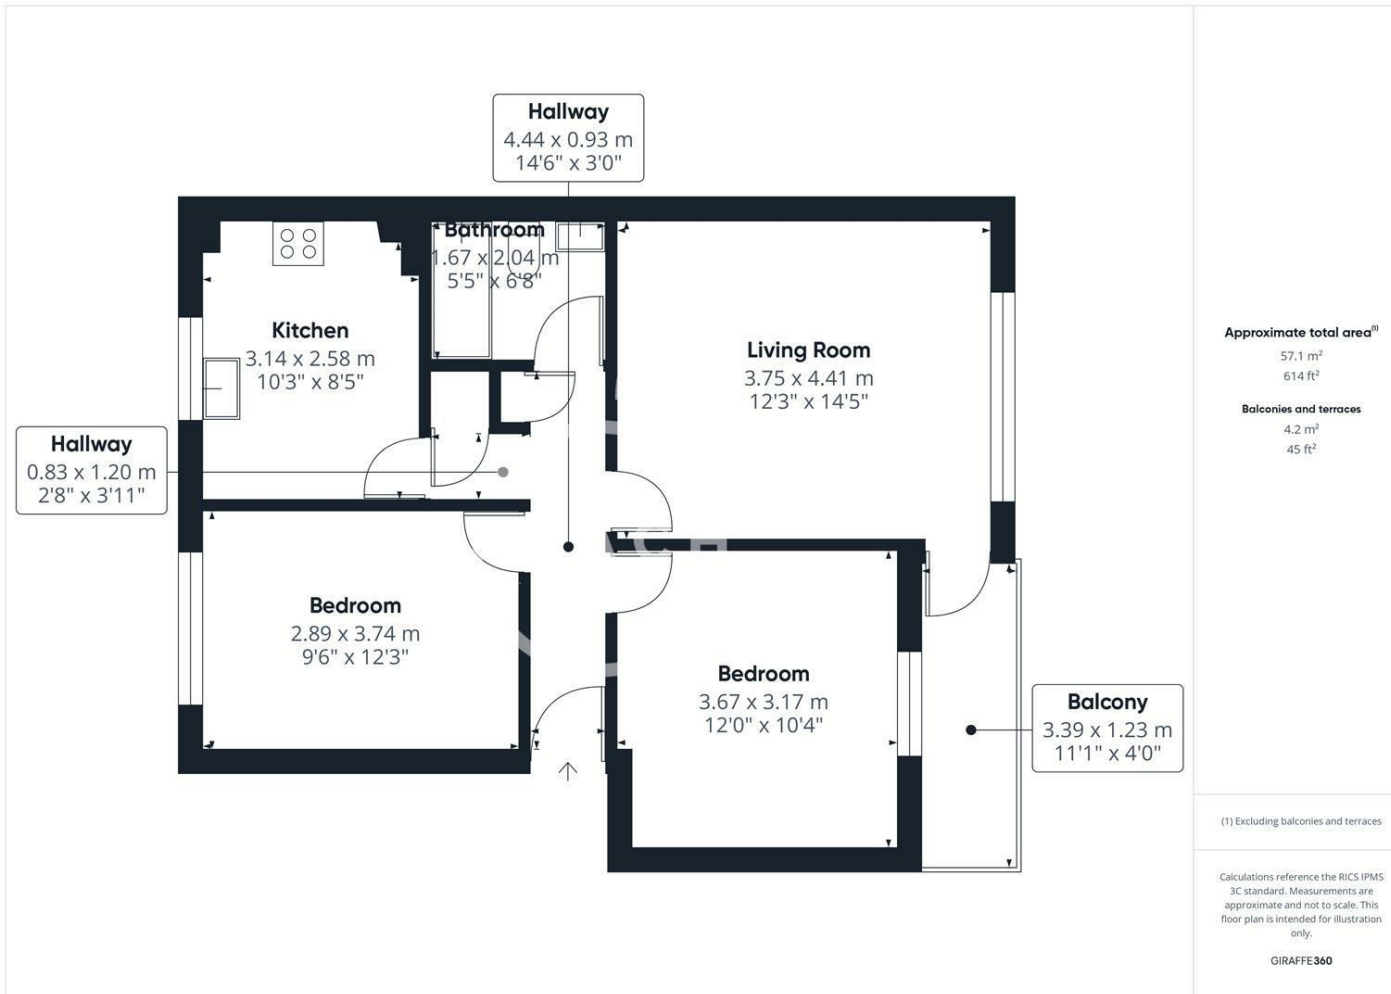 Hallway
4.44 x 0.93 m
14'6" x 3'0"
Bathroom
1.67 x 2.04 m
5'5" x 6'8"
Kitchen
3.14 x 2.58 m
10'3" x 8'5"
Living Room
3.75 x 4.41 m
12'3" x 14'5"
Hallway
0.83 x 1.20 m
2'8" x 3'11"
Bedroom
2.89 x 3.74 m
9'6" x 12'3"
Bedroom
3.67 x 3.17 m
12'0" x 10'4"
Balcony
3.39 x 1.23 m
11'1" x 4'0"
Approximate total area(1)
57.1 m²
614 ft²
Balconies and terraces
4.2 m²
45 ft²
(1) Excluding balconies and terraces
Calculations reference the RICS IPMS
3C standard. Measurements are
approximate and not to scale. This
floor plan is intended for illustration
only.
GIRAFFE360